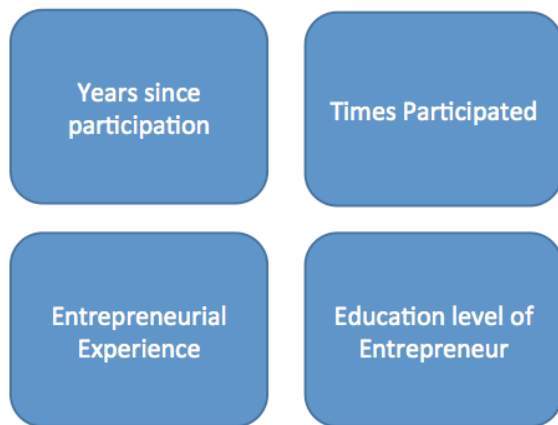 Years since
participation
Times Participated
Entrepreneurial
Experience
Education level of
Entrepreneur